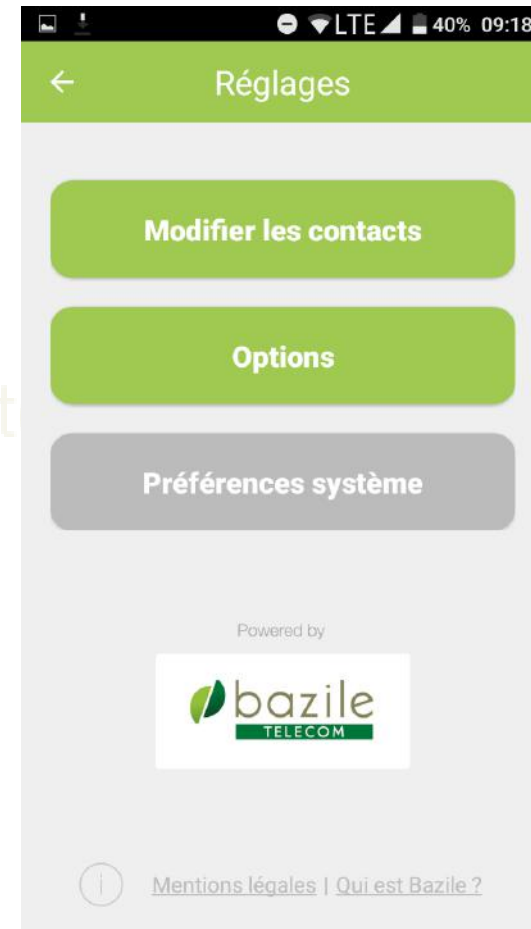 LTE 40% 09:18
Réglages
Modifier les contacts
Options
Préférences système
Powered by
bazile
TELECOM
i Mentions légales | Qui est Bazile ?